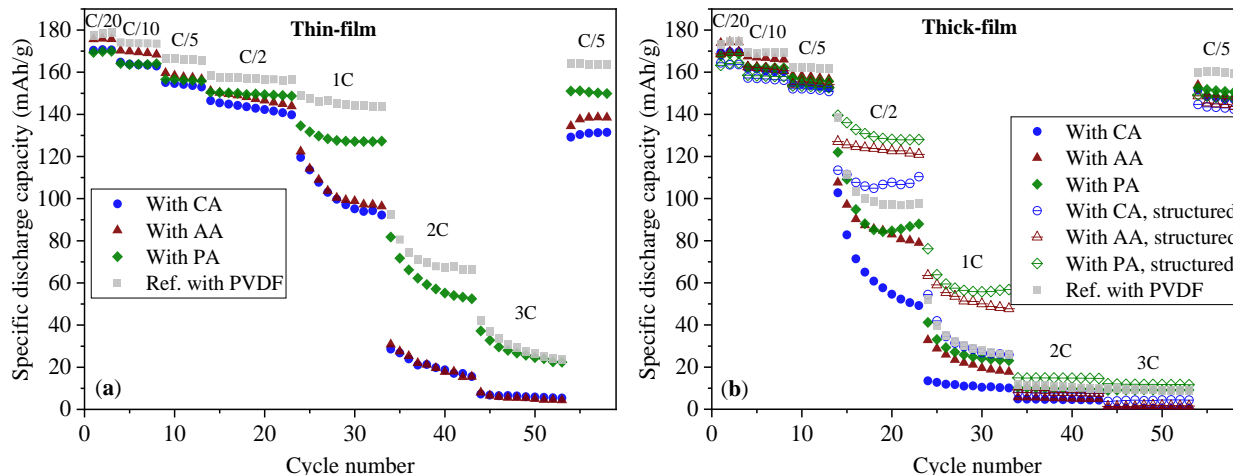 Specific discharge capacity (mAh/g)
180
160
140
120
100
80
60
40
20
0
Thin-film
C/20
C/10
C/5
C/2
1C
2C
3C
C/5
With CA
With AA
With PA
Ref. with PVDF
(a)
0 10 20 30 40 50
Cycle number
Specific discharge capacity (mAh/g)
180
160
140
120
100
80
60
40
20
0
Thick-film
C/20
C/10
C/5
C/2
1C
2C
3C
C/5
With CA
With AA
With PA
With CA, structured
With AA, structured
With PA, structured
Ref. with PVDF
(b)
0 10 20 30 40 50
Cycle number